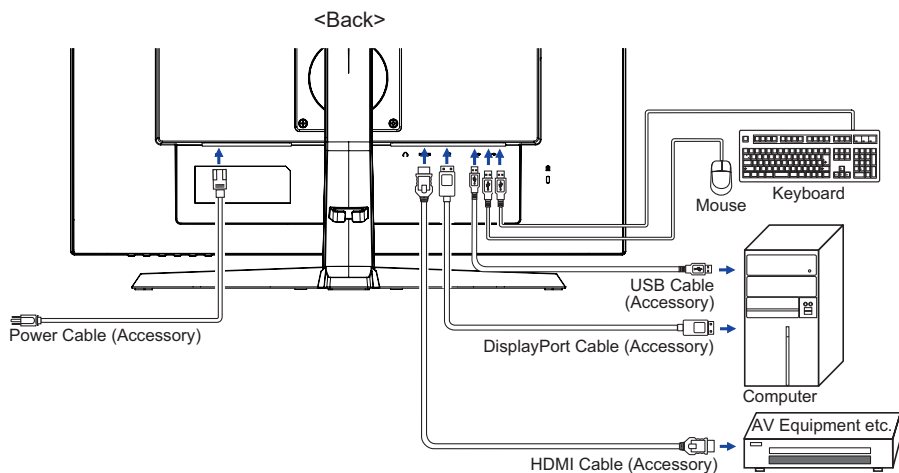 <Back>
Mouse
Keyboard
USB Cable
(Accessory)
Power Cable (Accessory)
DisplayPort Cable (Accessory)
Computer
AV Equipment etc.
HDMI Cable (Accessory)